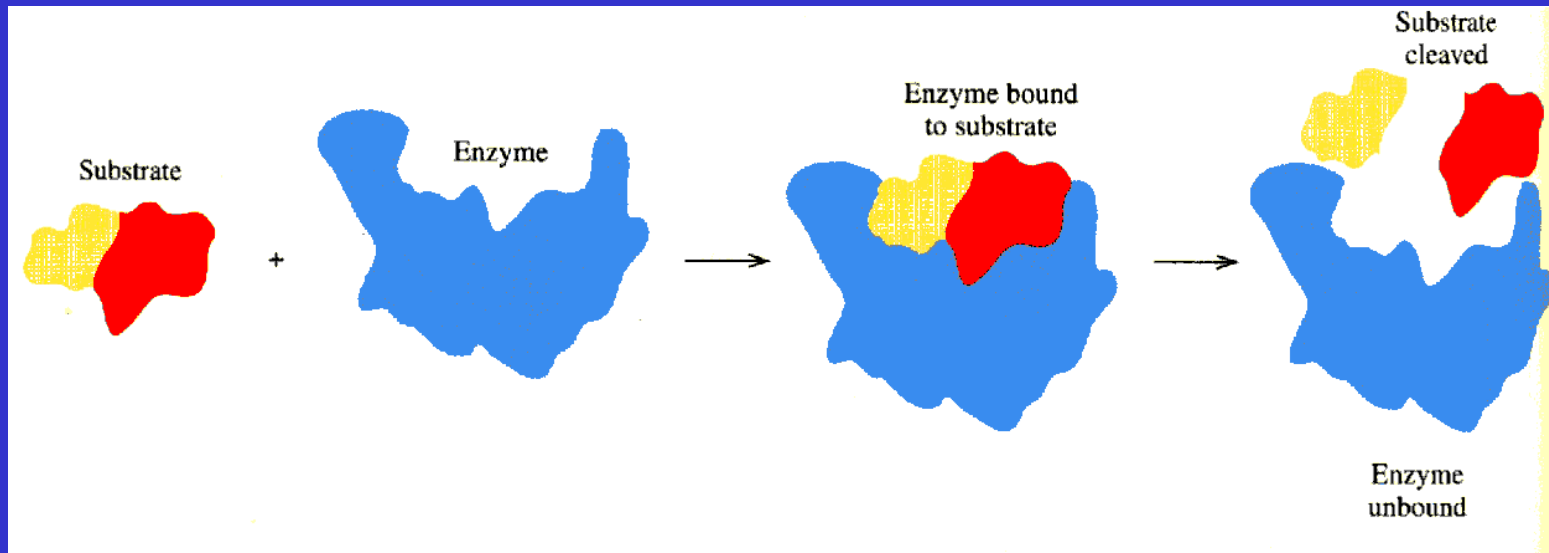 Substrate
+
Enzyme
Enzyme bound
to substrate
Substrate
cleaved
Enzyme
unbound